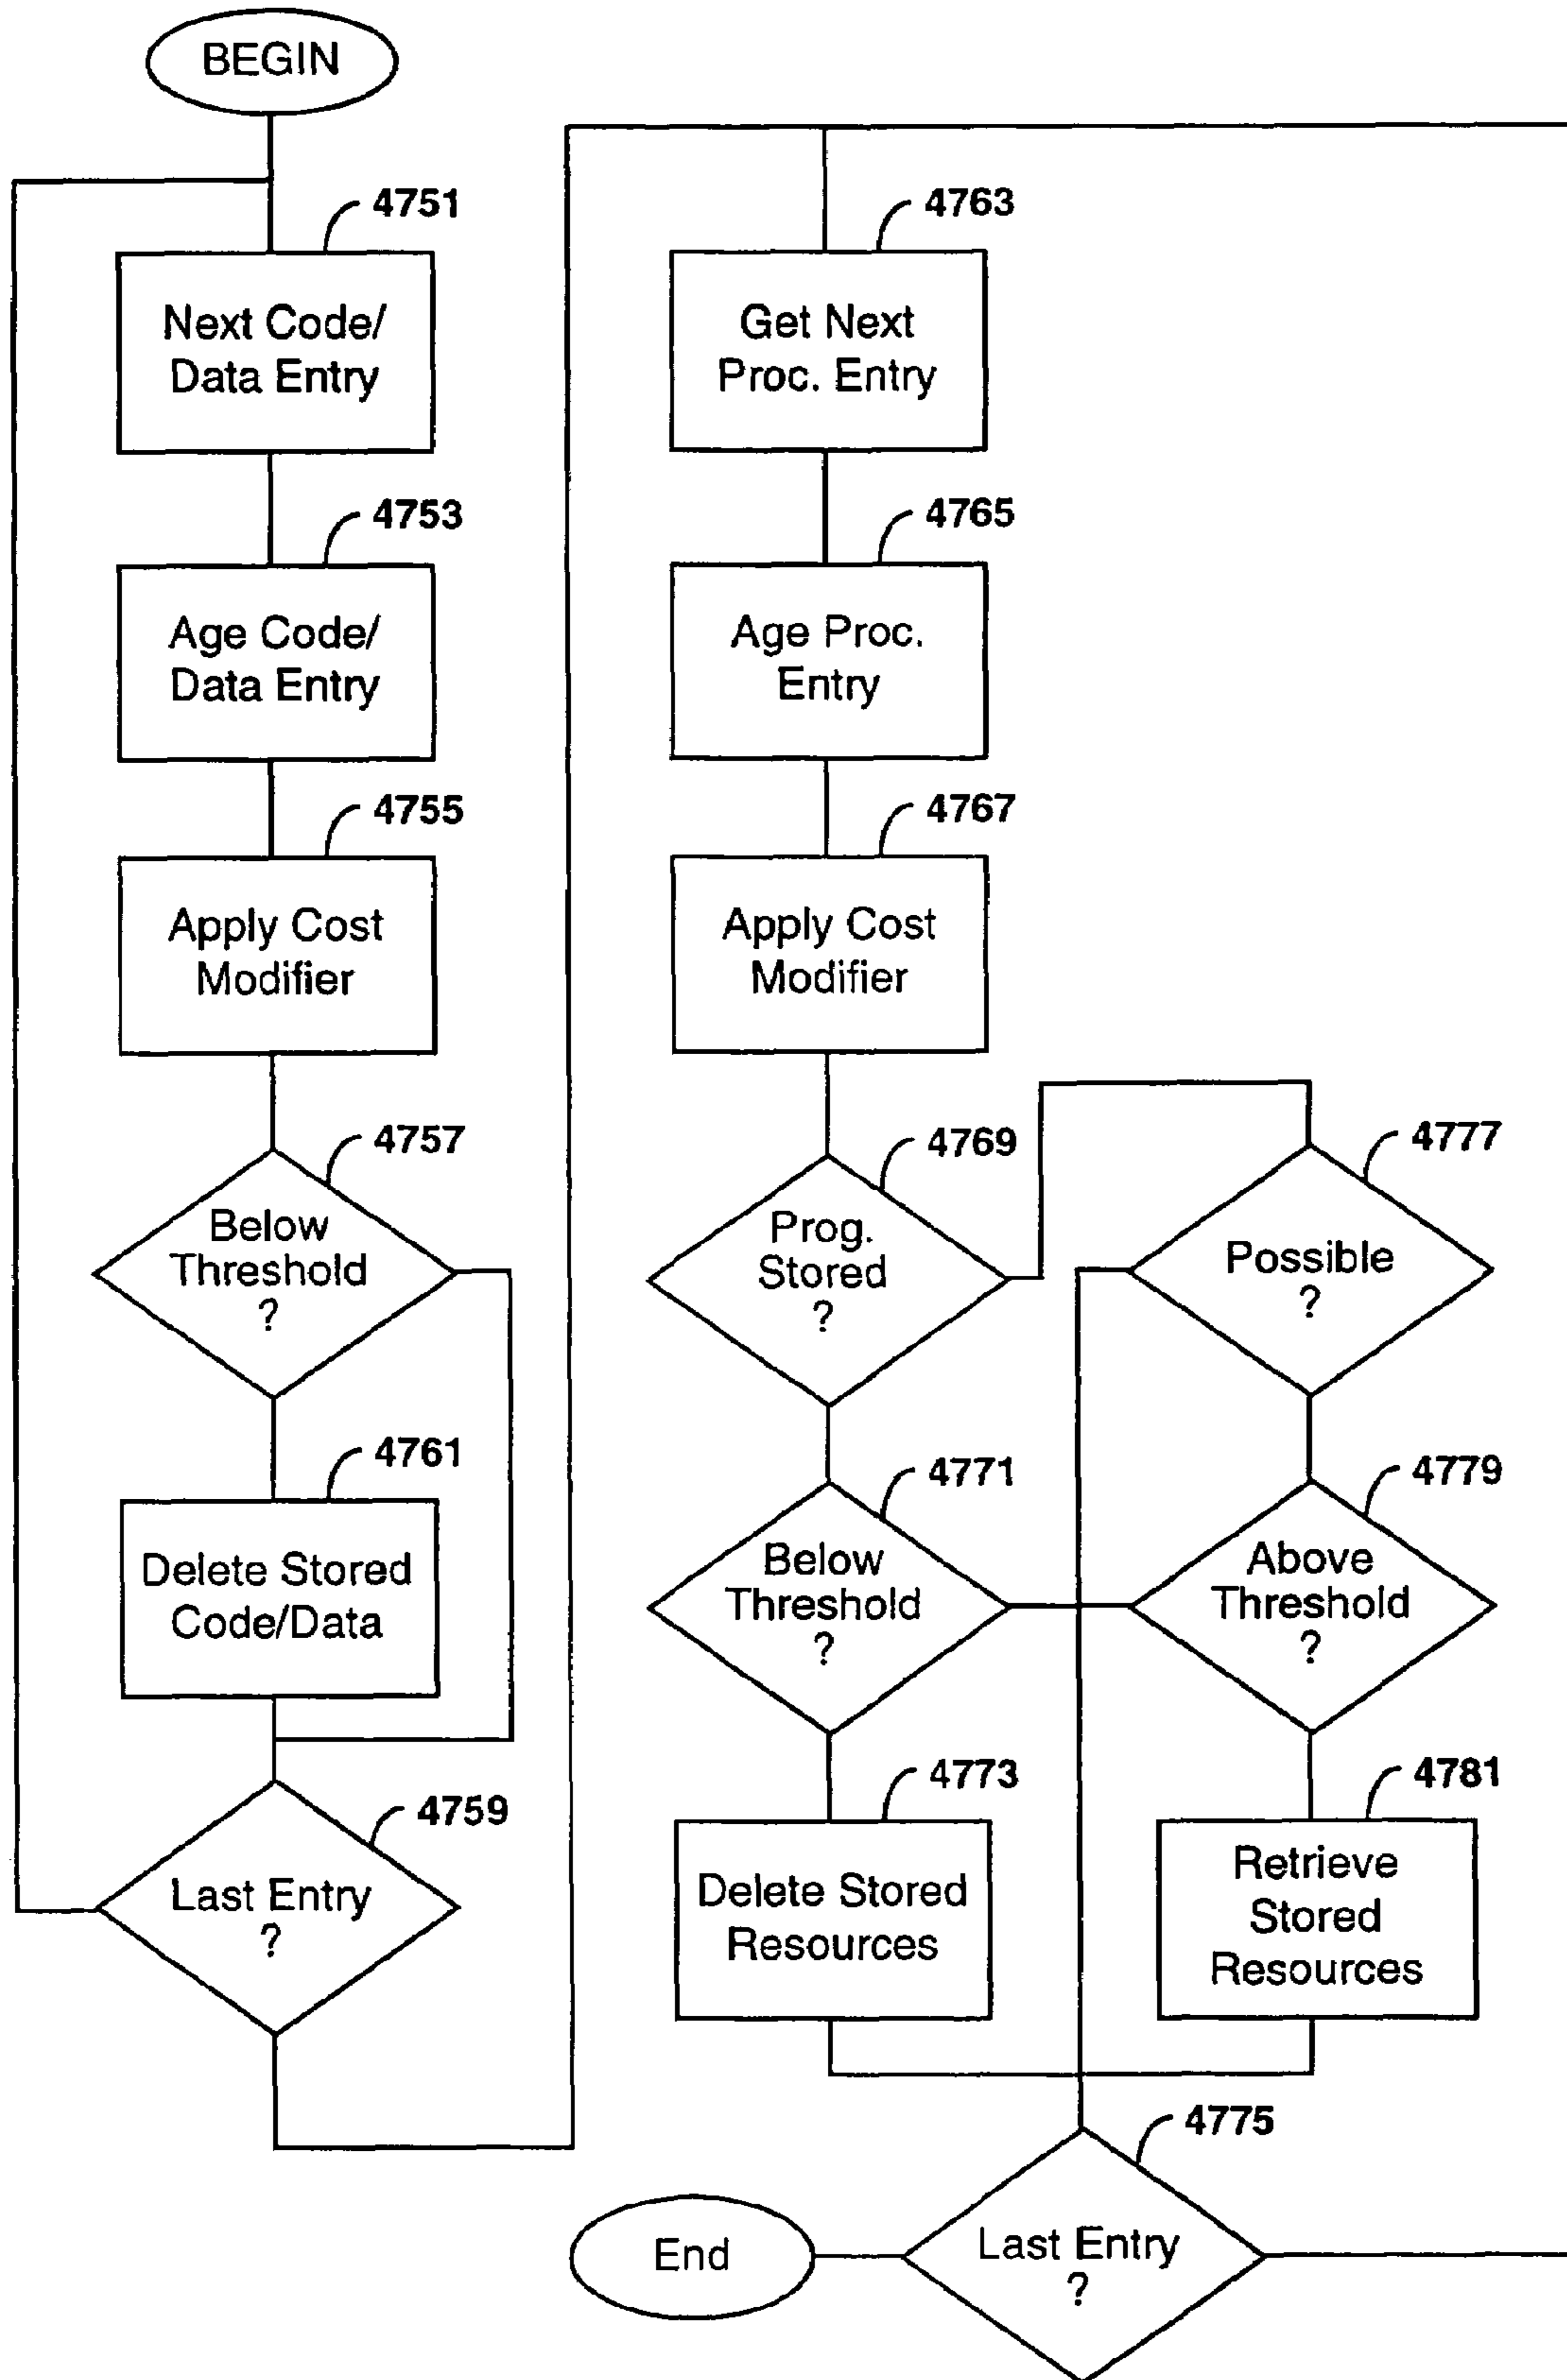 BEGIN
4751
Next Code/
Data Entry
4753
Age Code/
Data Entry
4755
Apply Cost
Modifier
4757
Below
Threshold
?
4761
Delete Stored
Code/Data
4759
Last Entry
?
4763
Get Next
Proc. Entry
4765
Age Proc.
Entry
4767
Apply Cost
Modifier
4769
Prog.
Stored
?
4771
Below
Threshold
?
4773
Delete Stored
Resources
4777
Possible
?
4779
Above
Threshold
?
4781
Retrieve
Stored
Resources
4775
Last Entry
?
End